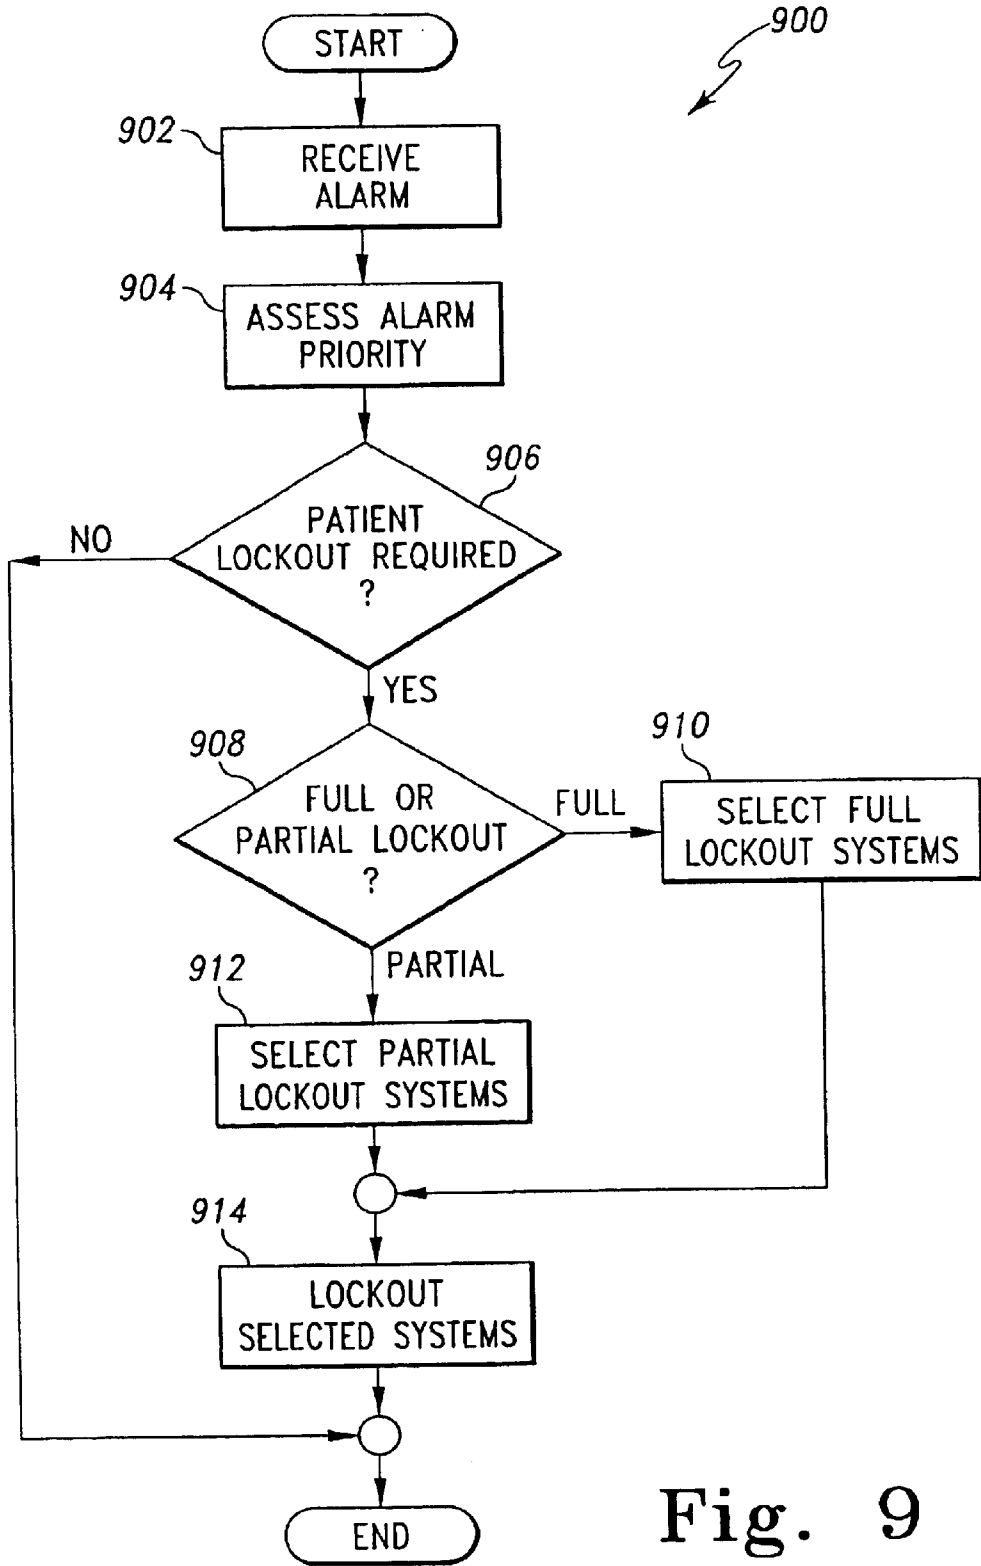 START
900
902
RECEIVE
ALARM
904
ASSESS ALARM
PRIORITY
906
PATIENT
LOCKOUT REQUIRED
?
NO
YES
908
FULL OR
PARTIAL LOCKOUT
?
FULL
910
SELECT FULL
LOCKOUT SYSTEMS
PARTIAL
912
SELECT PARTIAL
LOCKOUT SYSTEMS
914
LOCKOUT
SELECTED SYSTEMS
END
Fig. 9